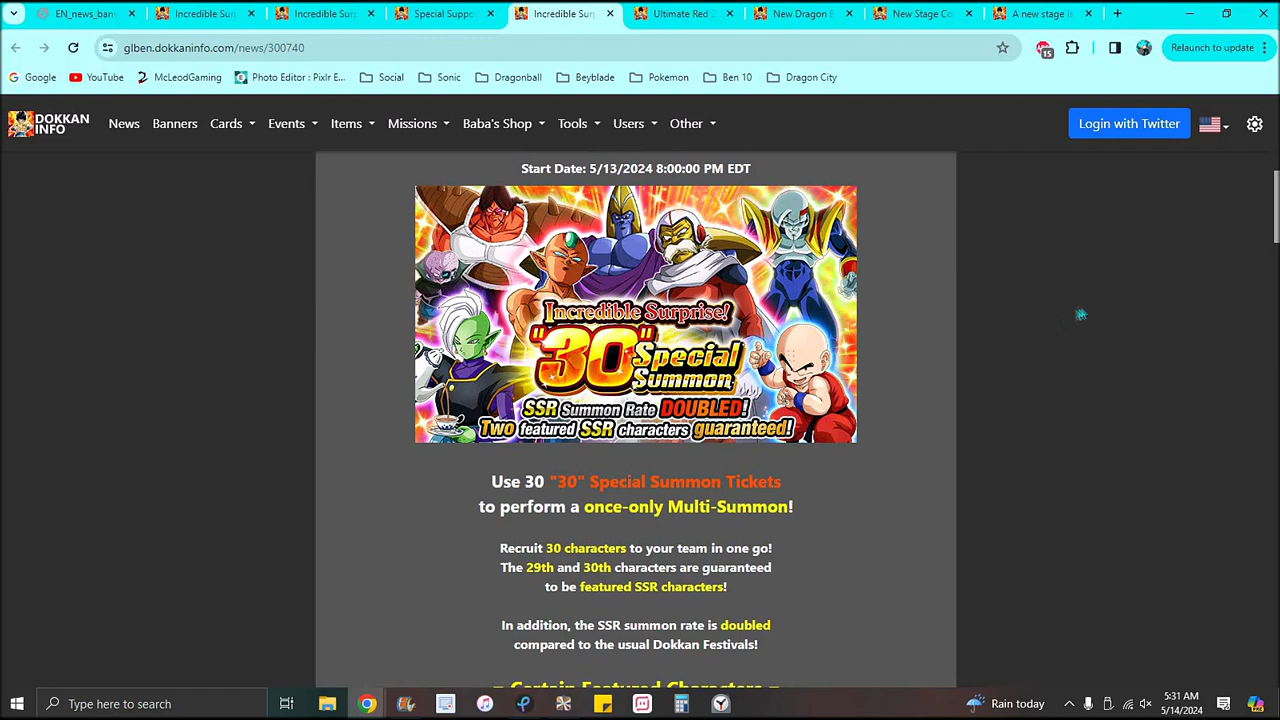 EN_news_ban
Incredible Sur
Incredible Sur
Special Suppo
Incredible Sur
Ultimate Red Z
New Dragon B
New Stage Co
A new stage is
glben.dokkaninfo.com/news/300740
15
Relaunch to update
Google
YouTube
McLeodGaming
Photo Editor : Pixlr E...
Social
Sonic
Dragonball
Beyblade
Pokemon
Ben 10
Dragon City
DOKKAN
INFO
News
Banners
Cards
Events
Items
Missions
Baba's Shop
Tools
Users
Other
Login with Twitter
Start Date: 5/13/2024 8:00:00 PM EDT
Incredible Surprise!
"30" Special
Summon
SSR Summon Rate DOUBLED!
Two featured SSR characters guaranteed!
Use 30 "30" Special Summon Tickets
to perform a once-only Multi-Summon!
Recruit 30 characters to your team in one go!
The 29th and 30th characters are guaranteed
to be featured SSR characters!
In addition, the SSR summon rate is doubled
compared to the usual Dokkan Festivals!
Certain Featured Characters
Type here to search
Rain today
5:31 AM
5/14/2024